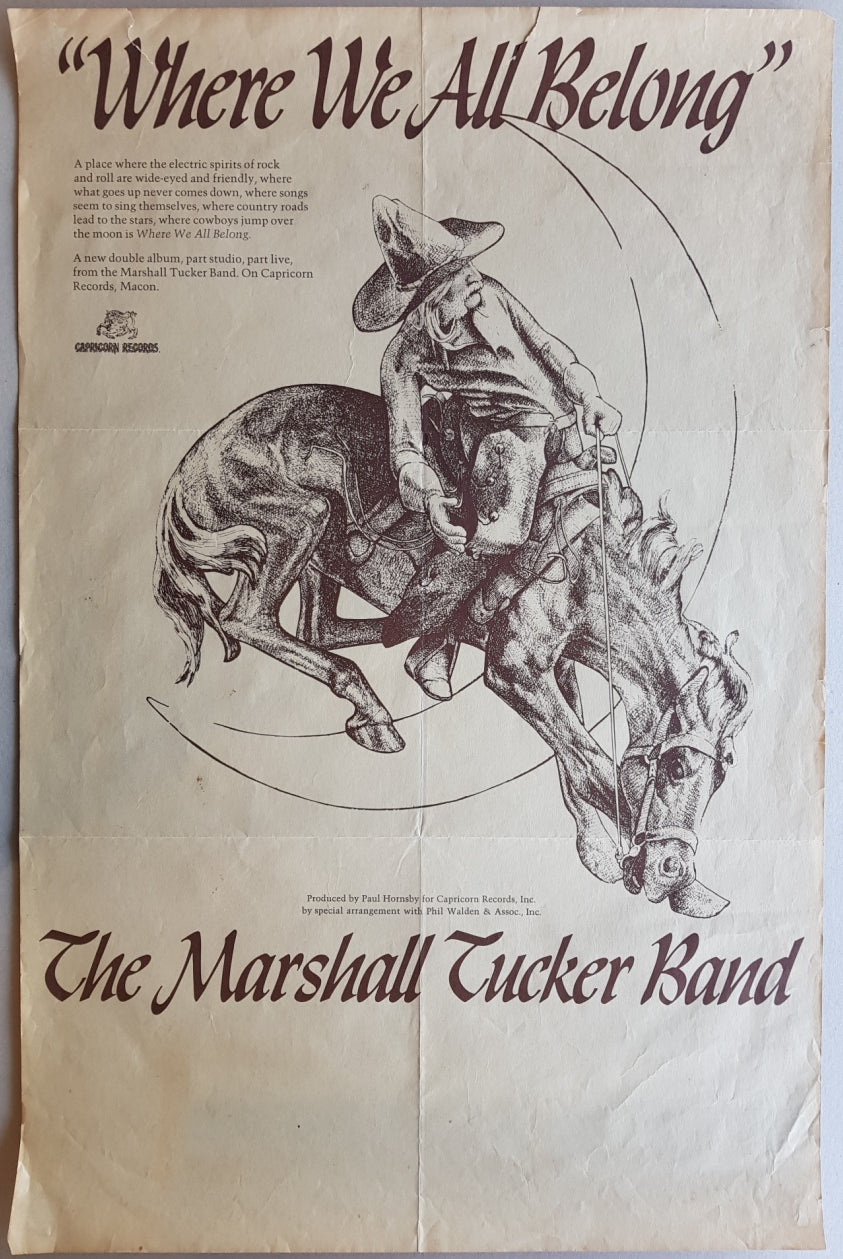 “Where We All Belong”
A place where the electric spirits of rock
and roll are wide-eyed and friendly, where
what goes up never comes down, where songs
seem to sing themselves, where country roads
lead to the stars, where cowboys jump over
the moon is Where We All Belong.
A new double album, part studio, part live,
from the Marshall Tucker Band. On Capricorn
Records, Macon.
CAPRICORN RECORDS.
Produced by Paul Hornsby for Capricorn Records, Inc.
by special arrangement with Phil Walden & Assoc., Inc.
The Marshall Tucker Band